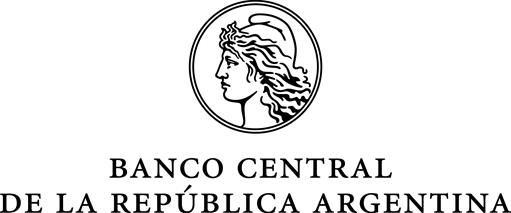 BANCO CENTRAL
DE LA REPÚBLICA ARGENTINA